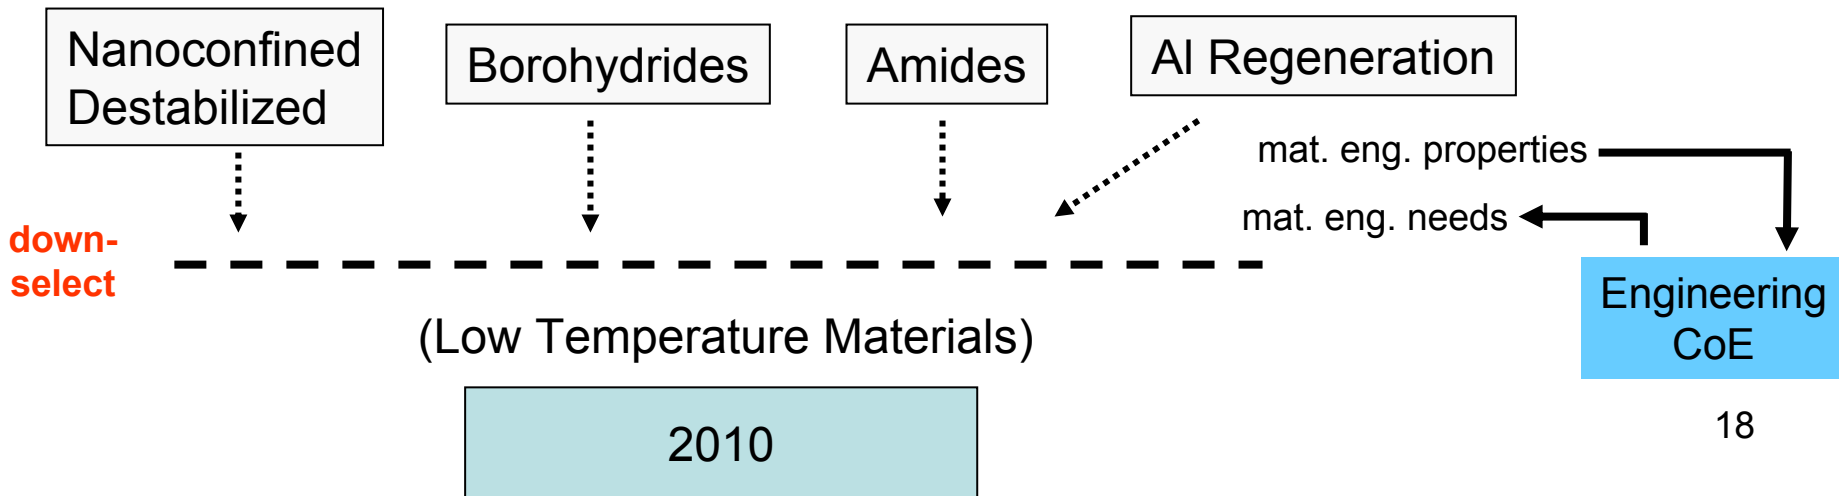 Nanoconfined
Destabilized
Borohydrides
Amides
Al Regeneration
mat. eng. properties
mat. eng. needs
down-
select
Engineering
CoE
(Low Temperature Materials)
2010
18